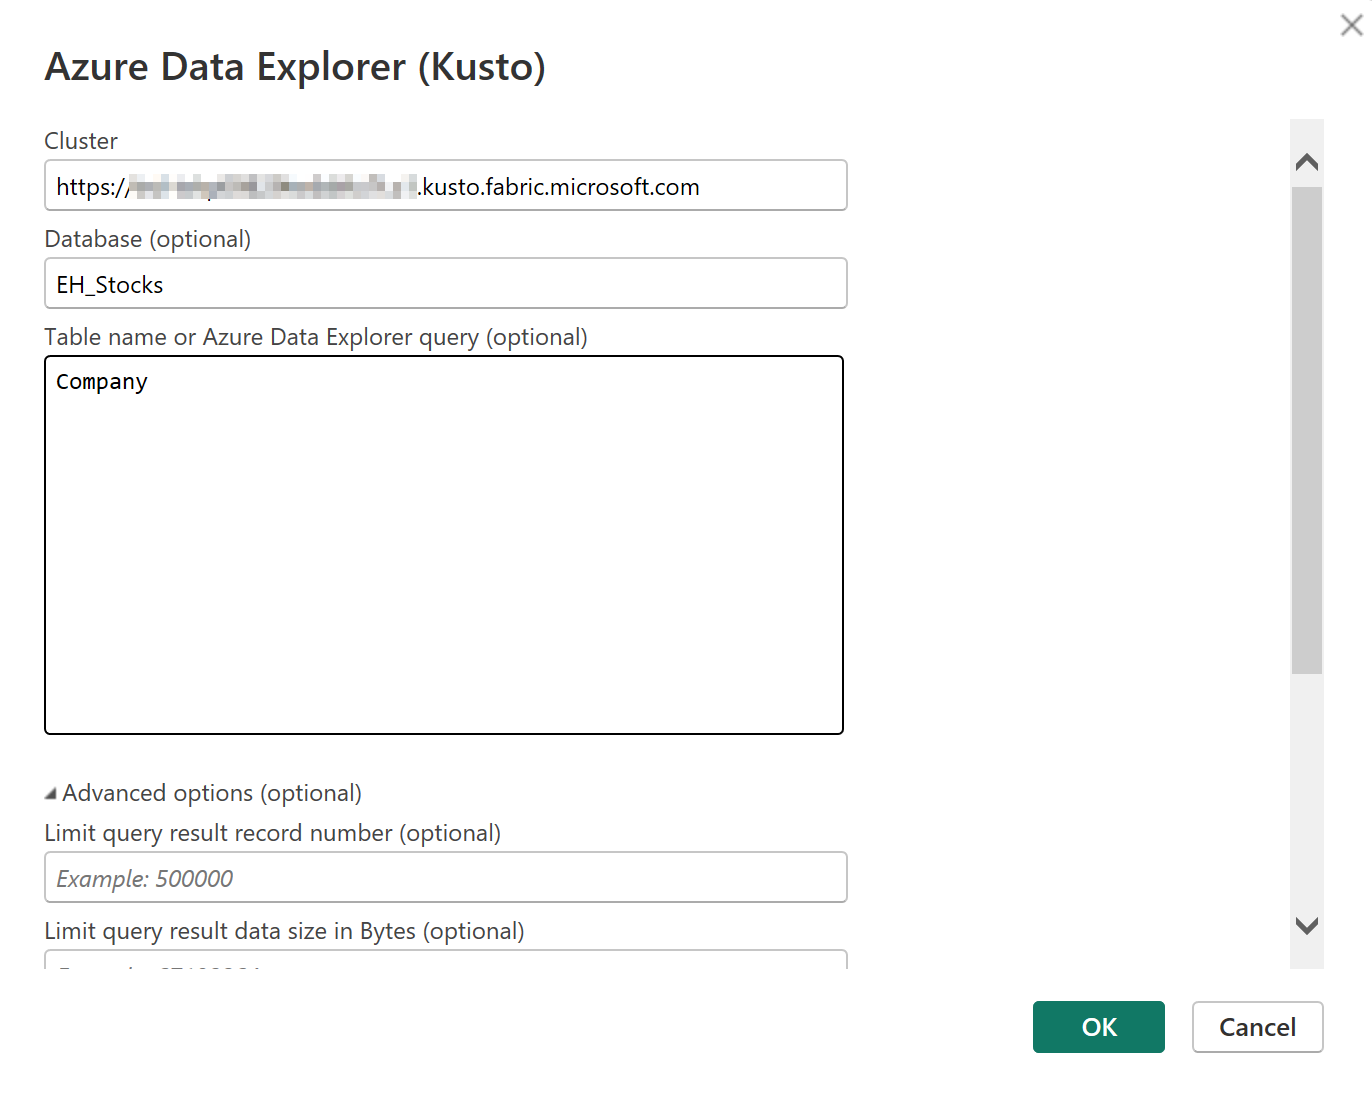 Azure Data Explorer (Kusto)
Cluster
https:// .kusto.fabric.microsoft.com
Database (optional)
EH_Stocks
Table name or Azure Data Explorer query (optional)
Company
Advanced options (optional)
Limit query result record number (optional)
Example: 500000
Limit query result data size in Bytes (optional)
OK
Cancel